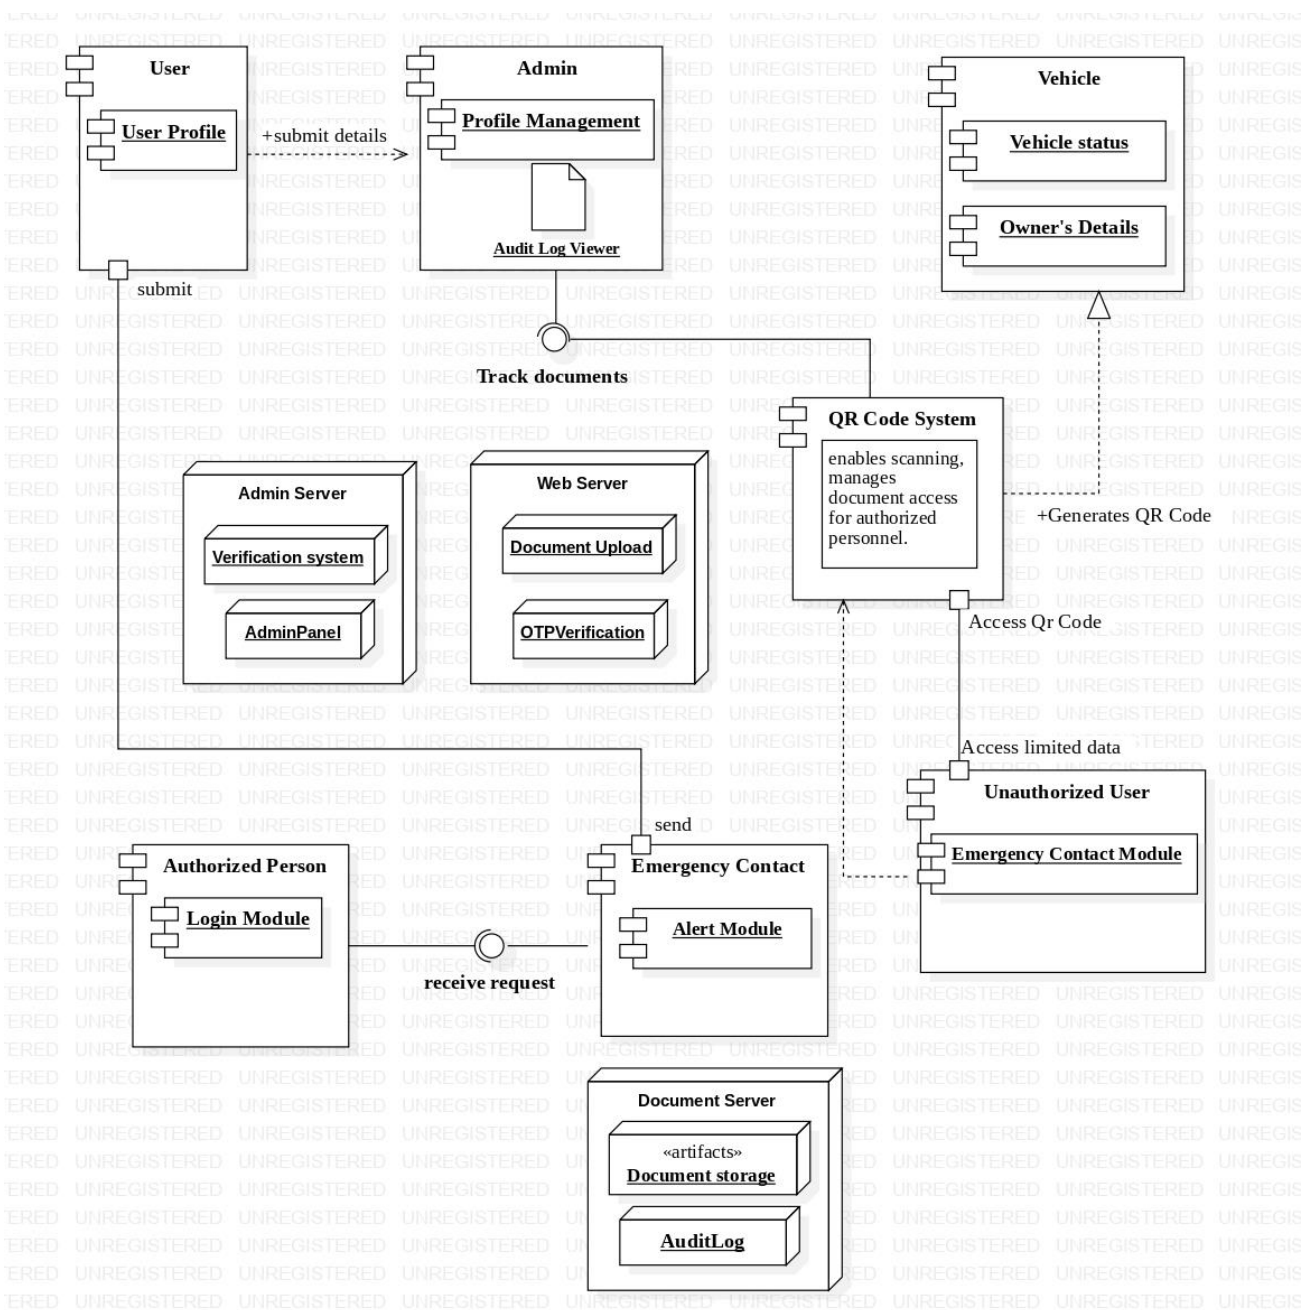 User
User Profile
+submit details
submit
Admin
Profile Management
Audit Log Viewer
Track documents
Vehicle
Vehicle status
Owner's Details
QR Code System
enables scanning,
manages
document access
for authorized
personnel.
+Generates QR Code
Access Qr Code
Admin Server
Verification system
AdminPanel
Web Server
Document Upload
OTPVerification
Access limited data
Unauthorized User
Emergency Contact Module
send
Authorized Person
Login Module
receive request
Emergency Contact
Alert Module
Document Server
«artifacts»
Document storage
AuditLog
UNREGISTERED